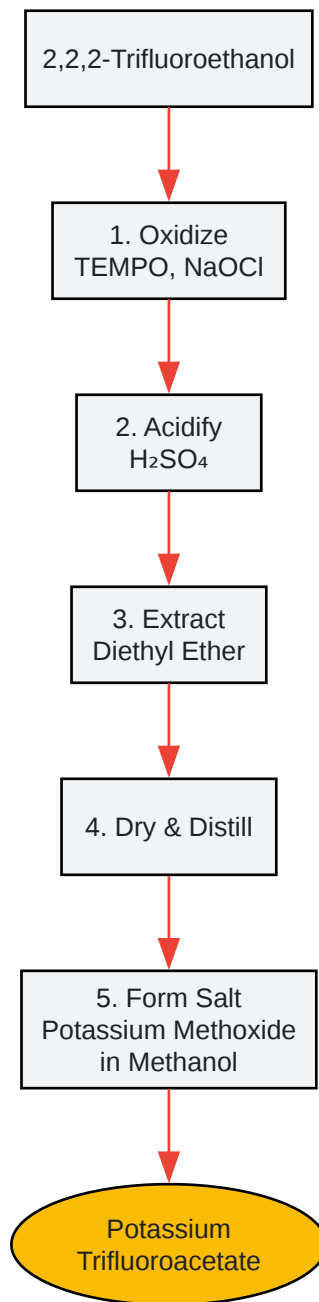 2,2,2-Trifluoroethanol
1. Oxidize
TEMPO, NaOCl
2. Acidify
H₂SO₄
3. Extract
Diethyl Ether
4. Dry & Distill
5. Form Salt
Potassium Methoxide
in Methanol
Potassium
Trifluoroacetate